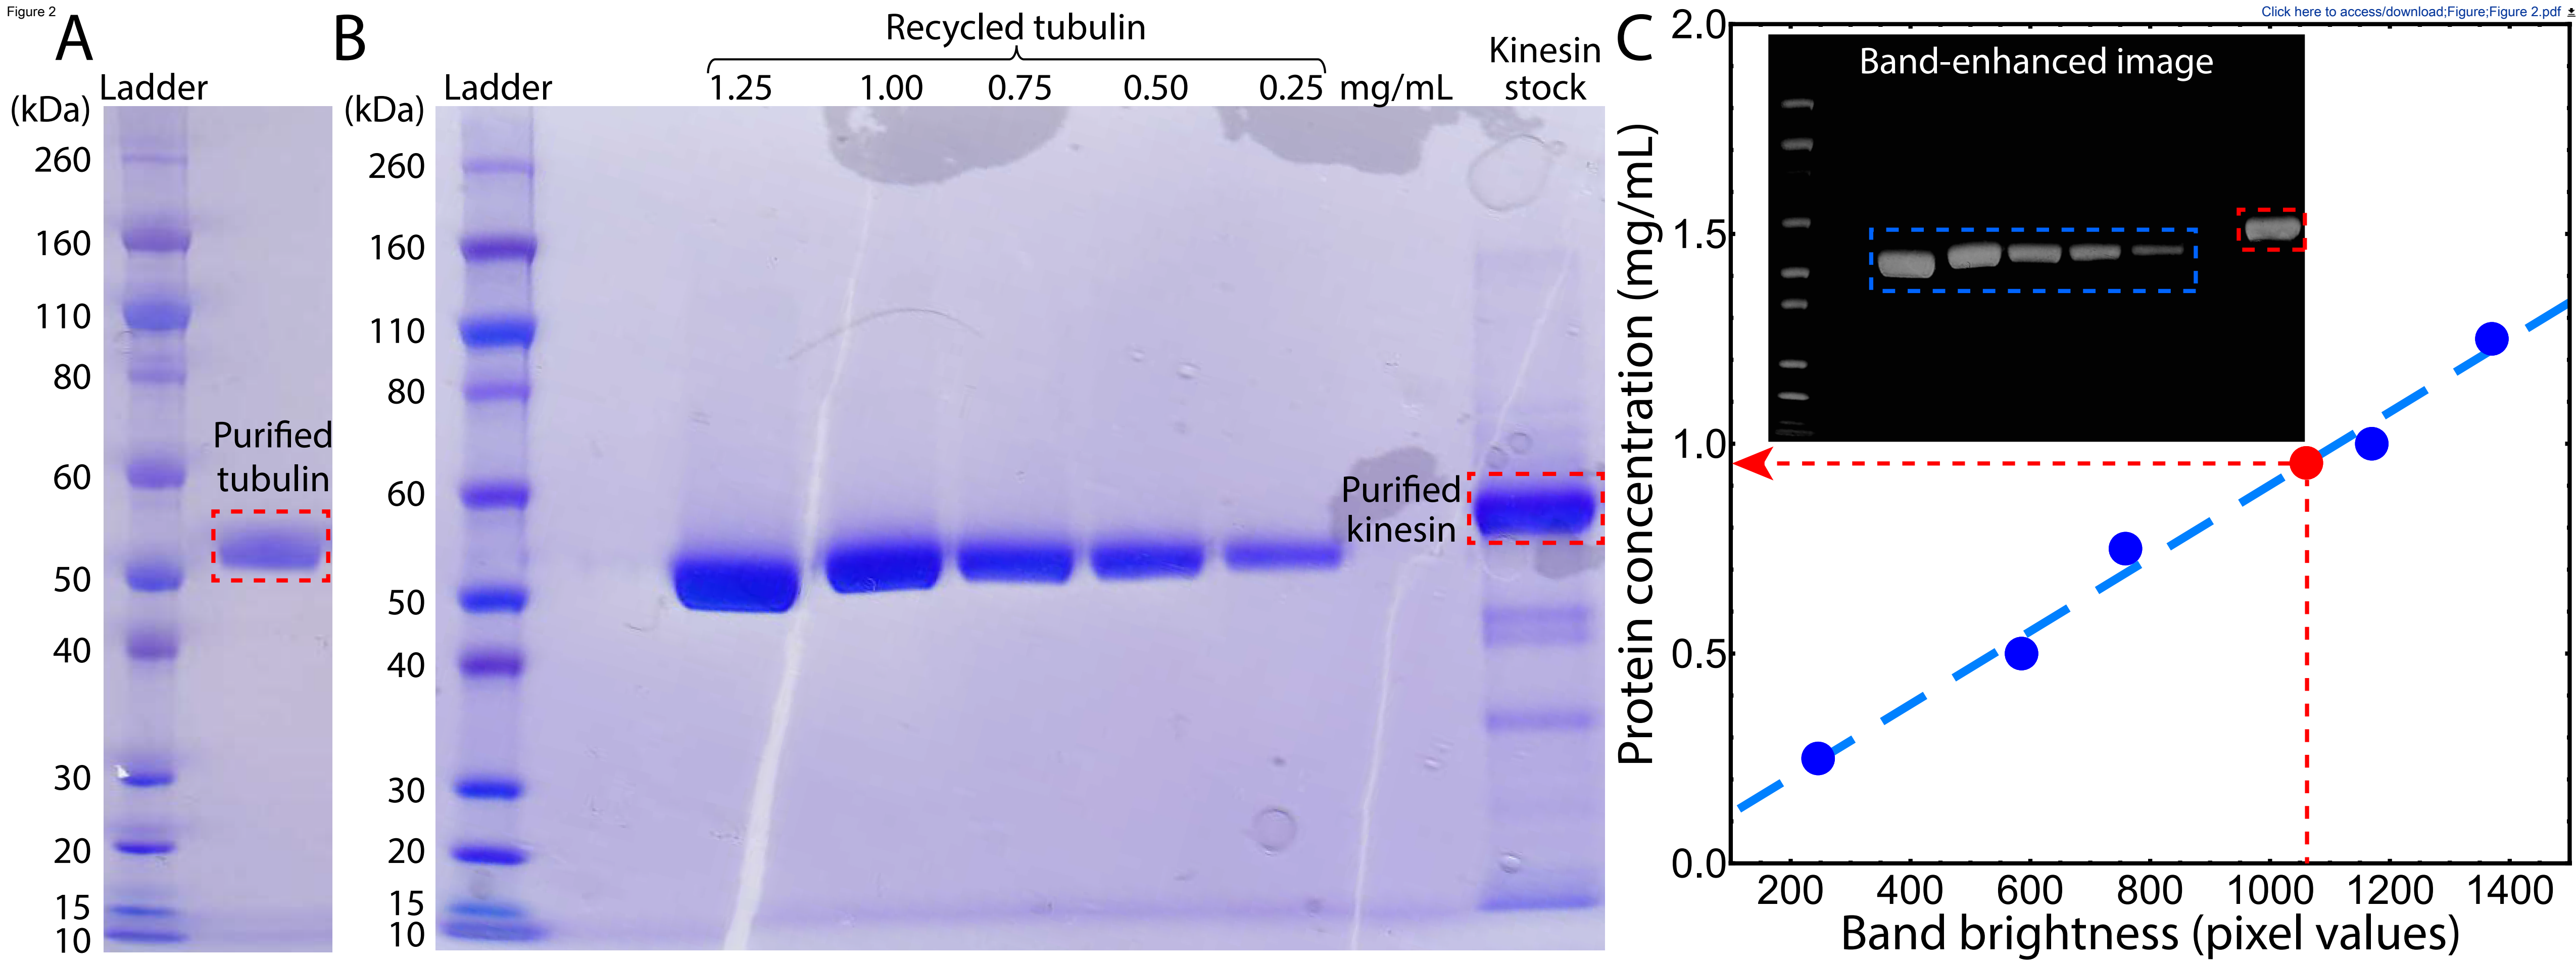 Figure 2
Click here to access/download;Figure;Figure 2.pdf
A
Ladder
(kDa)
260
160
110
80
60
50
40
30
20
15
10
Purified
tubulin
B
Recycled tubulin
Ladder
1.25 1.00 0.75 0.50 0.25 mg/mL
Kinesin
stock
(kDa)
260
160
110
80
60
50
40
30
20
15
10
Purified
kinesin
C
Band-enhanced image
Protein concentration (mg/mL)
2.0
1.5
1.0
0.5
0.0
200 400 600 800 1000 1200 1400
Band brightness (pixel values)